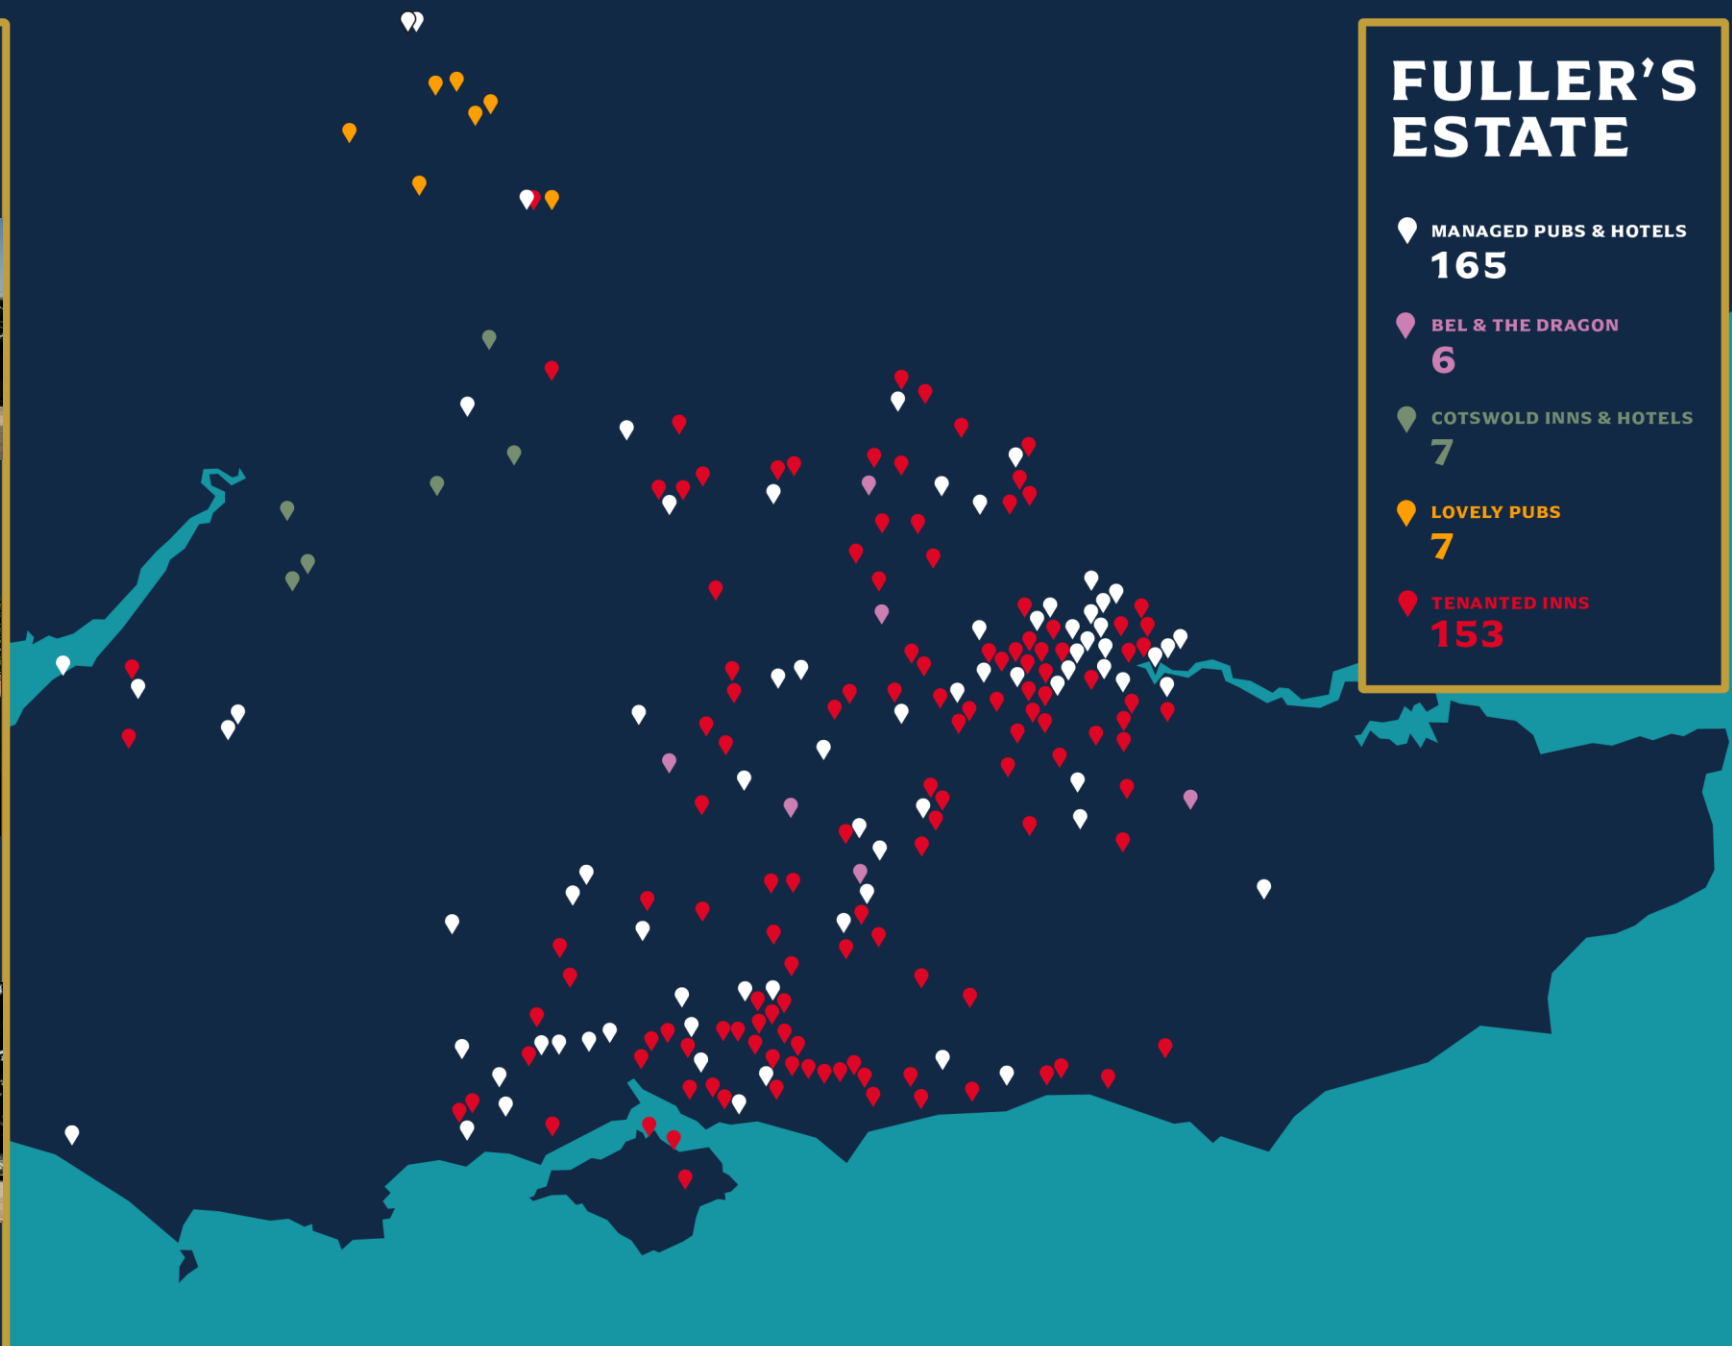 FULLER’S
ESTATE
MANAGED PUBS & HOTELS
165
BEL & THE DRAGON
6
COTSWOLD INNS & HOTELS
7
LOVELY PUBS
7
TENANTED INNS
153